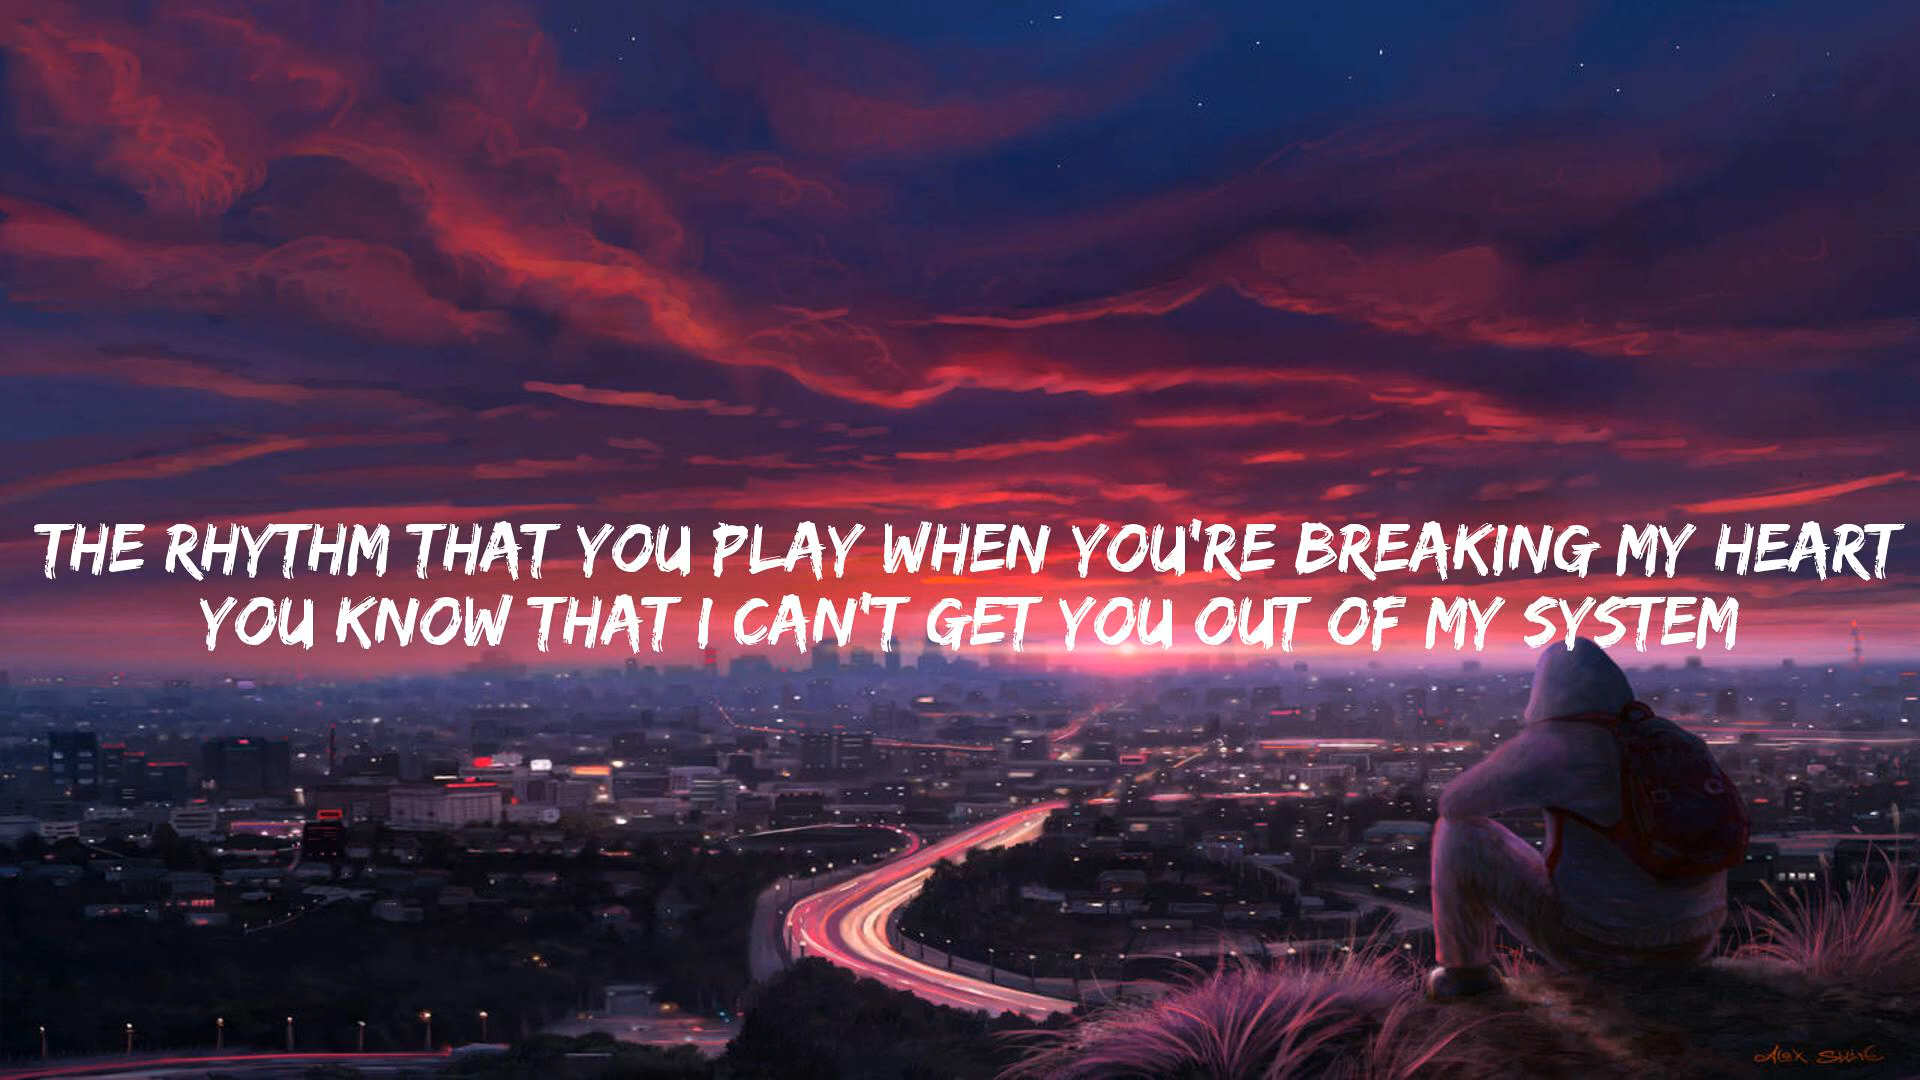 THE RHYTHM THAT YOU PLAY WHEN YOU'RE BREAKING MY HEART
YOU KNOW THAT I CAN'T GET YOU OUT OF MY SYSTEM